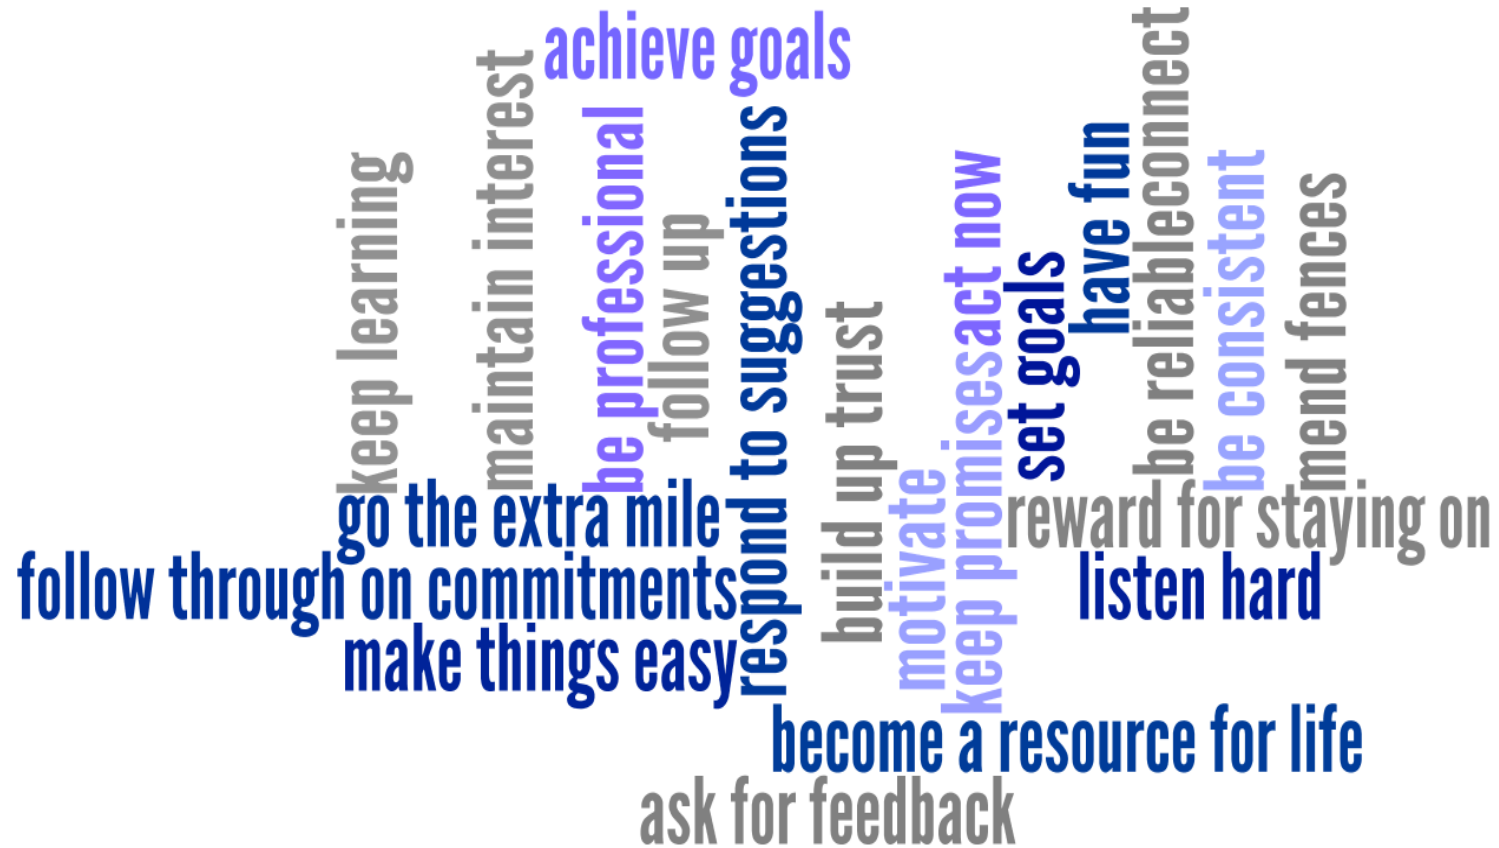 achieve goals
keep learning
maintain interest
be professional
follow up
respond to suggestions
build up trust
motivate
keep promises
act now
set goals
have fun
be reliable
connect
be consistent
mend fences
go the extra mile
reward for staying on
follow through on commitments
listen hard
make things easy
become a resource for life
ask for feedback